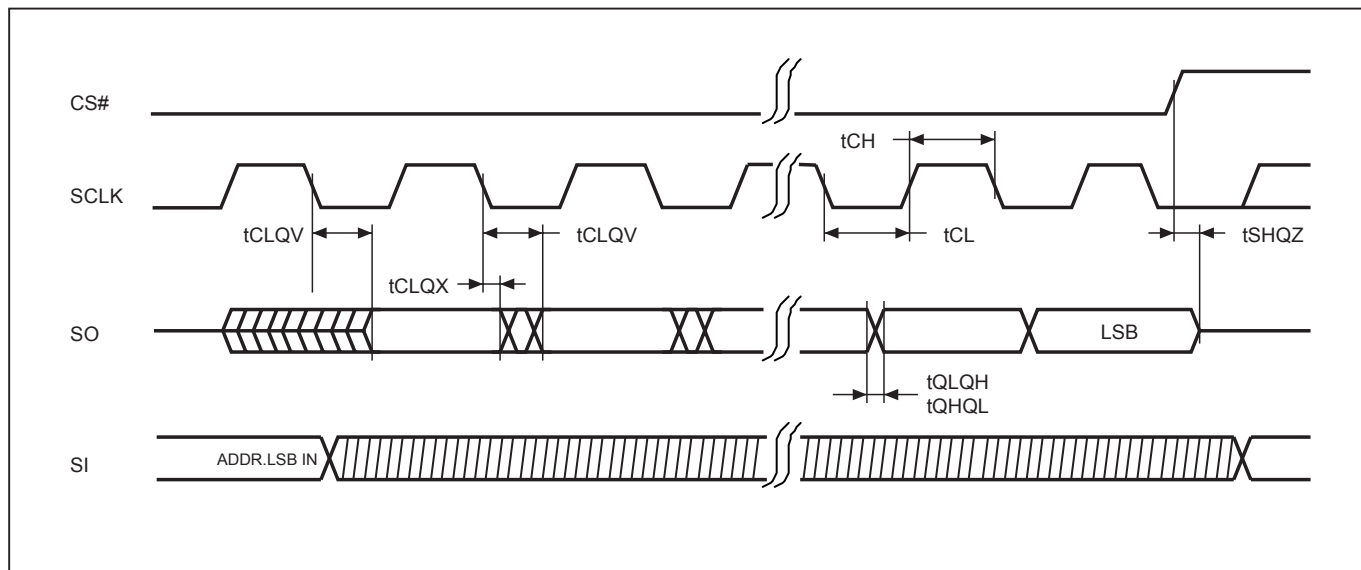 CS#
tCH
SCLK
tCLQV
tCLQV
tCL
tSHQZ
tCLQX
SO
LSB
tQLQH
tQHQL
SI
ADDR.LSB IN